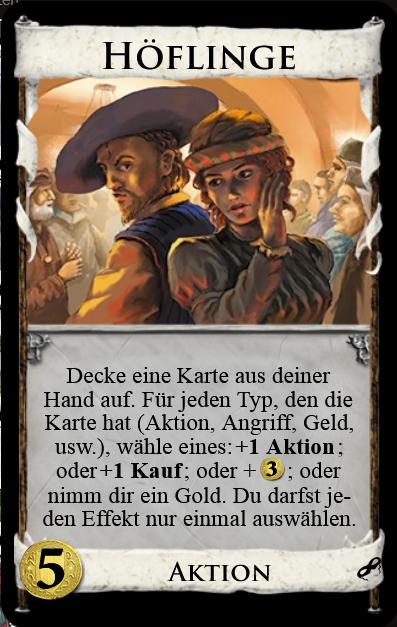 HÖFLINGE
Decke eine Karte aus deiner
Hand auf. Für jeden Typ, den die
Karte hat (Aktion, Angriff, Geld,
usw.), wähle eines: +1 Aktion;
oder +1 Kauf; oder + 3; oder
nimm dir ein Gold. Du darfst je-
den Effekt nur einmal auswählen.
5
AKTION